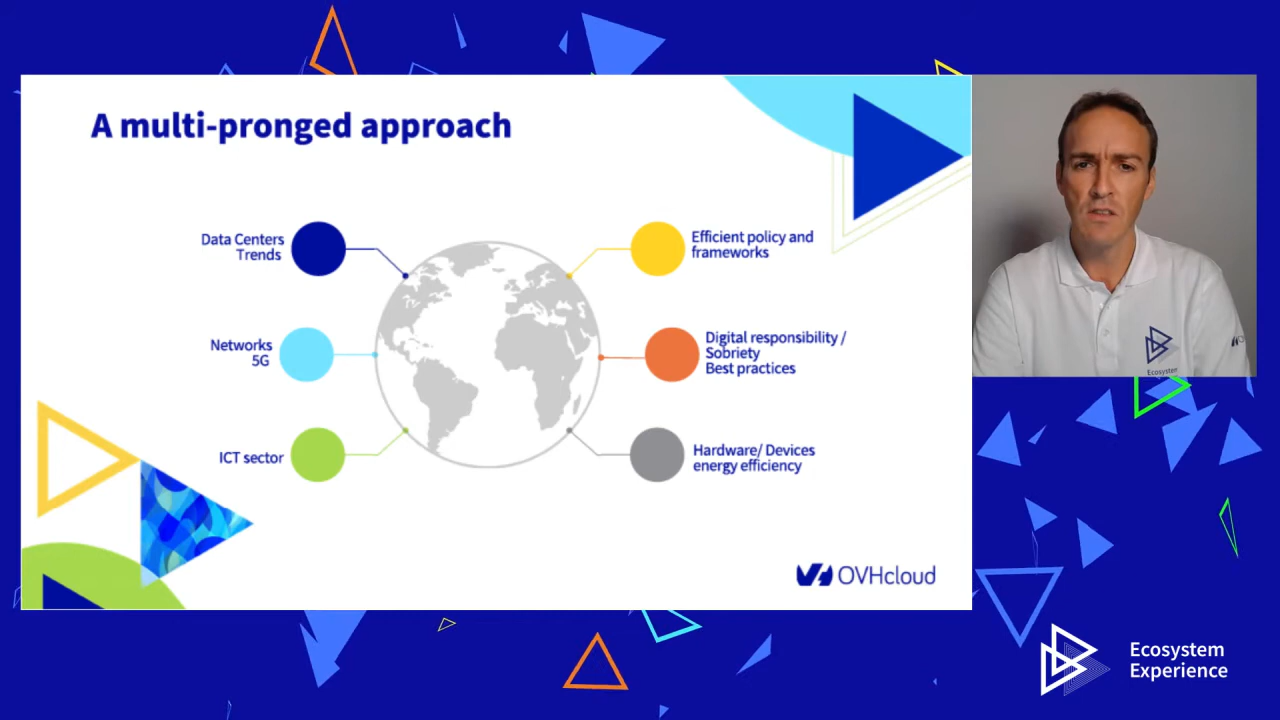 A multi-pronged approach
Data Centers
Trends
Networks
5G
ICT sector
Efficient policy and
frameworks
Digital responsibility /
Sobriety
Best practices
Hardware/ Devices
energy efficiency
OVHcloud
Ecosystem
Ecosystem
Experience